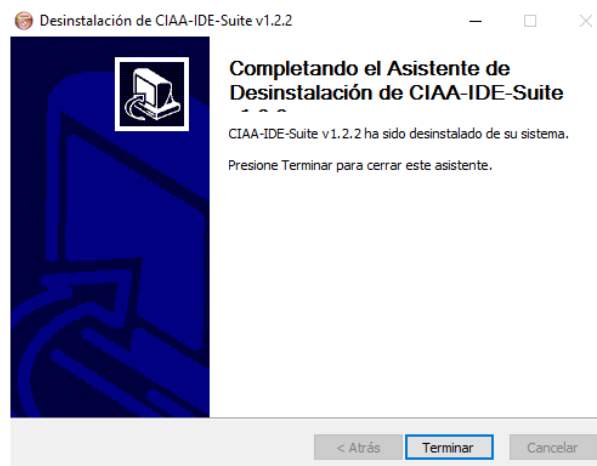 Desinstalación de CIAA-IDE-Suite v1.2.2
Completando el Asistente de
Desinstalación de CIAA-IDE-Suite
CIAA-IDE-Suite v1.2.2 ha sido desinstalado de su sistema.
Presione Terminar para cerrar este asistente.
< Atrás
Terminar
Cancelar